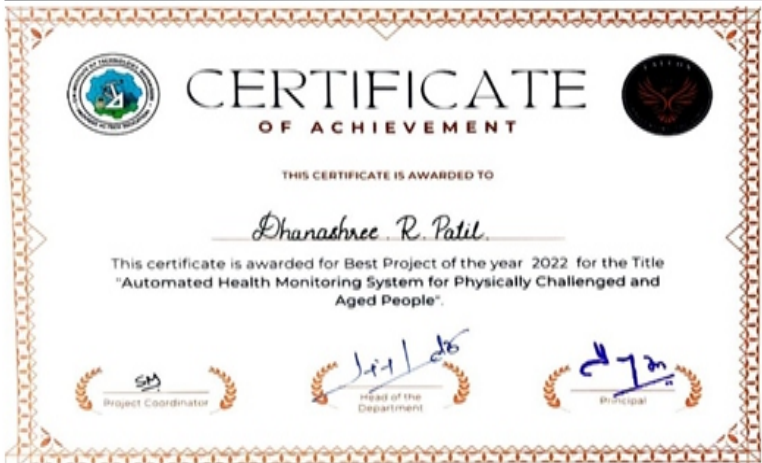 CERTIFICATE
OF ACHIEVEMENT
FALCON
THIS CERTIFICATE IS AWARDED TO
Dhanashree. R. Patil.
This certificate is awarded for Best Project of the year 2022 for the Title
"Automated Health Monitoring System for Physically Challenged and
Aged People".
SM
Project Coordinator
Head of the
Department
Principal